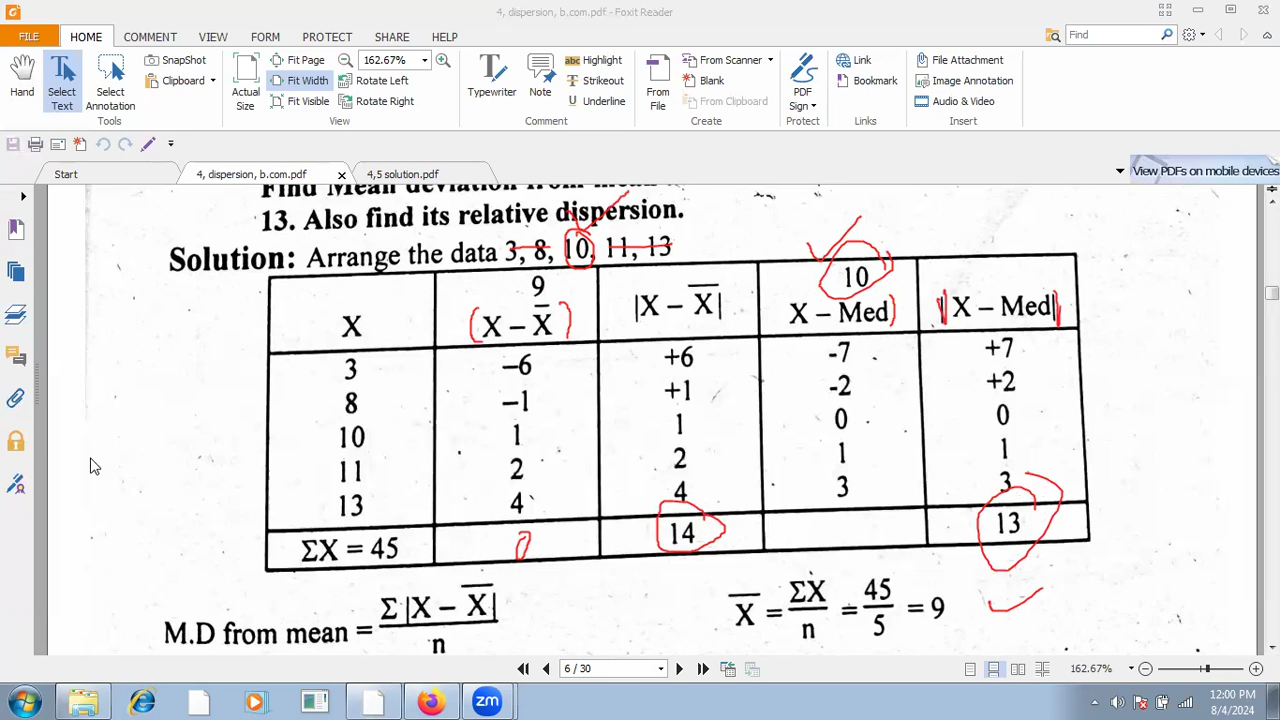 4, dispersion, b.com.pdf - Foxit Reader
FILE HOME COMMENT VIEW FORM PROTECT SHARE HELP Find
Hand Select Text Select Annotation SnapShot Clipboard Tools
Actual Size Fit Page Fit Width Fit Visible 162.67% Rotate Left Rotate Right View
Typewriter Note Highlight Strikeout Underline Comment
From File From Scanner Blank From Clipboard Create
PDF Sign Protect
Link Bookmark Links
File Attachment Image Annotation Audio & Video Insert
Start 4, dispersion, b.com.pdf 4,5 solution.pdf View PDFs on mobile devices
Find Mean deviation from mean
13. Also find its relative dispersion.
Solution: Arrange the data 3, 8, 10, 11, 13
9 10
X (X – X̅) |X – X̅| X – Med) |X – Med|
3 –6 +6 -7 +7
8 –1 +1 -2 +2
10 1 1 0 0
11 2 2 1 1
13 4 4 3 3
ΣX = 45 0 14 13
M.D from mean = Σ |X – X̅| / n X̅ = ΣX / n = 45 / 5 = 9
6 / 30 162.67%
zm 12:00 PM
8/4/2024